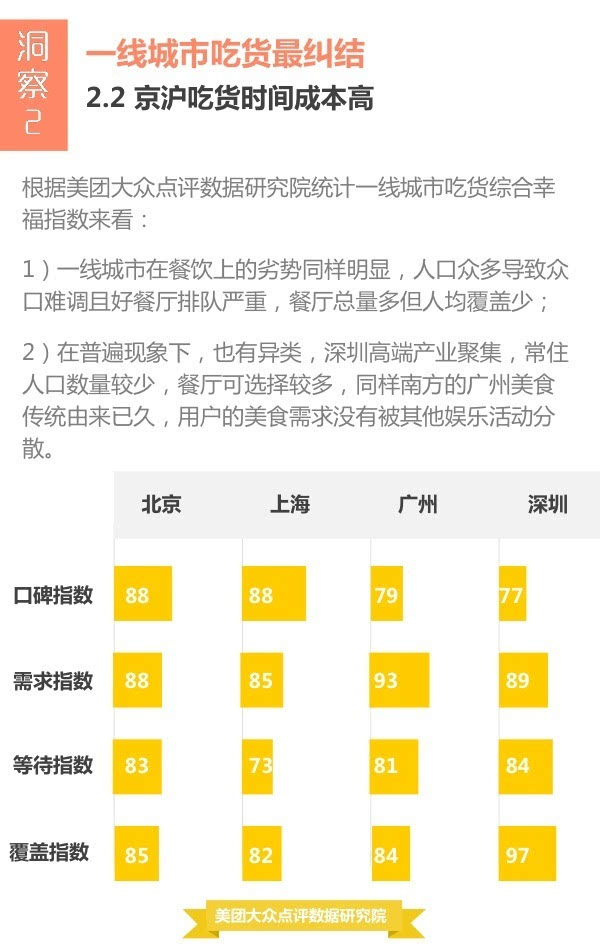 洞
察
2
一线城市吃货最纠结
2.2 京沪吃货时间成本高
根据美团大众点评数据研究院统计一线城市吃货综合幸
福指数来看：
1）一线城市在餐饮上的劣势同样明显，人口众多导致众
口难调且好餐厅排队严重，餐厅总量多但人均覆盖少；
2）在普遍现象下，也有异类，深圳高端产业聚集，常住
人口数量较少，餐厅可选择较多，同样南方的广州美食
传统由来已久，用户的美食需求没有被其他娱乐活动分
散。
北京 上海 广州 深圳
口碑指数 88 88 79 77
需求指数 88 85 93 89
等待指数 83 73 81 84
覆盖指数 85 82 84 97
美团大众点评数据研究院